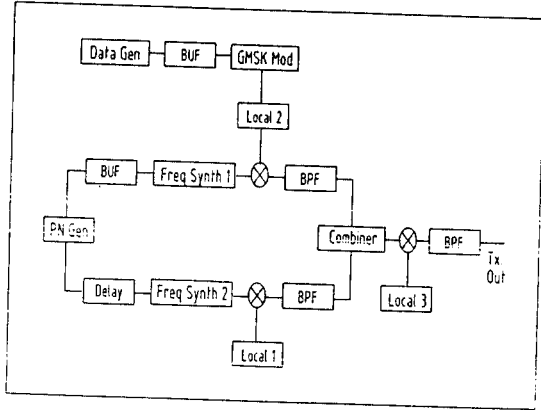 Data Gen
BUF
GMSK Mod
Local 2
BUF
Freq Synth 1
BPF
PN Gen
Combiner
BPF
Tx.
Out
Delay
Freq Synth 2
BPF
Local 3
Local 1